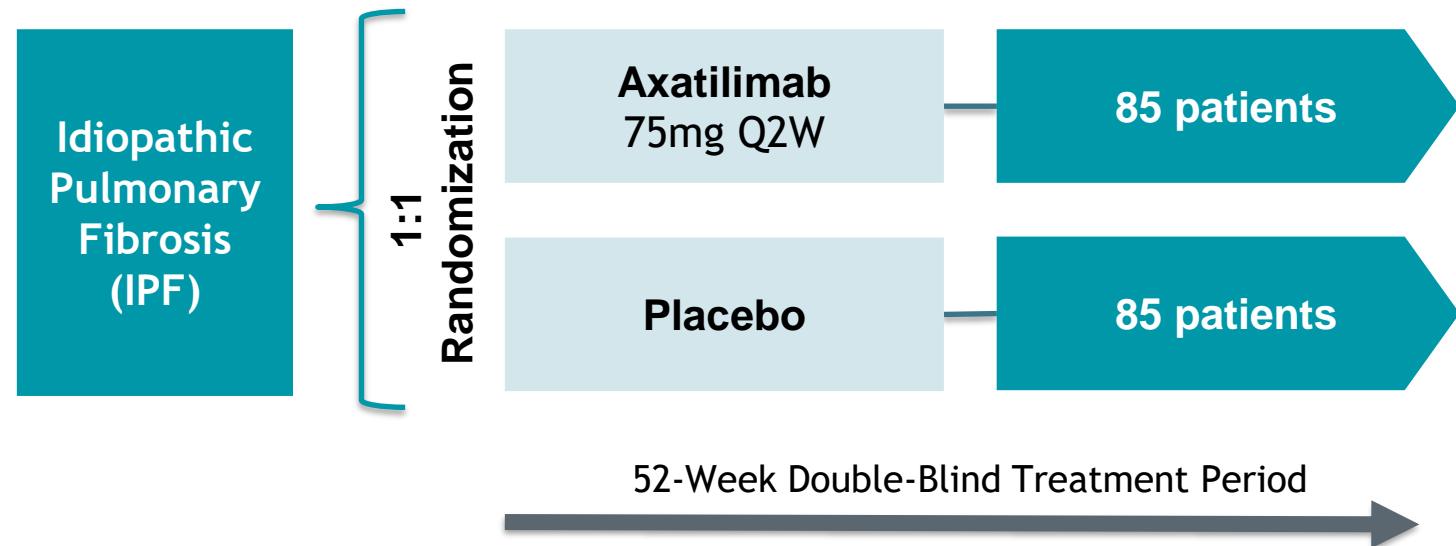 Idiopathic
Pulmonary
Fibrosis
(IPF)
1:1
Randomization
Axatilimab
75mg Q2W
85 patients
Placebo
85 patients
52-Week Double-Blind Treatment Period